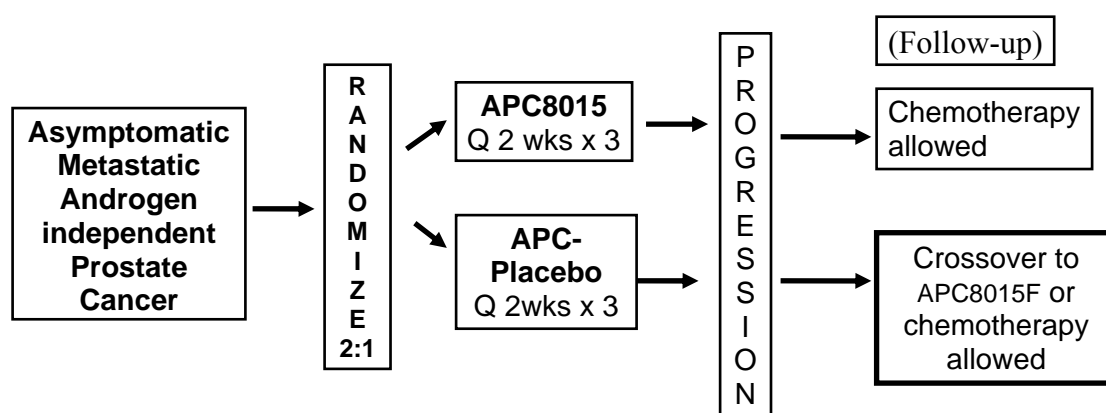 Asymptomatic
Metastatic
Androgen
independent
Prostate
Cancer
R
A
N
D
O
M
I
Z
E
2:1
APC8015
Q 2 wks x 3
APC-
Placebo
Q 2wks x 3
P
R
O
G
R
E
S
S
I
O
N
(Follow-up)
Chemotherapy
allowed
Crossover to
APC8015F or
chemotherapy
allowed